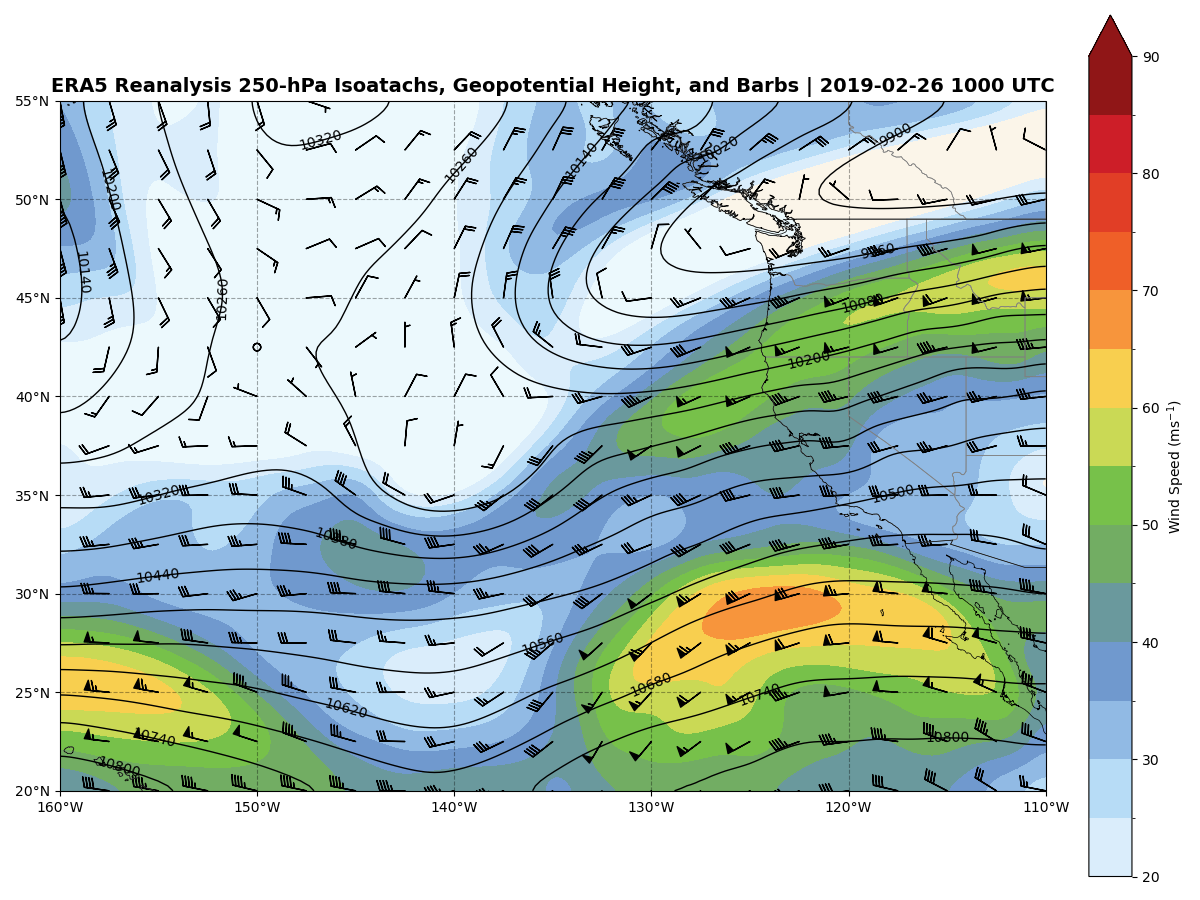 ERA5 Reanalysis 250-hPa Isoatachs, Geopotential Height, and Barbs | 2019-02-26 1000 UTC
90
80
70
60
50
40
30
20
Wind Speed (ms⁻¹)
55°N
50°N
45°N
40°N
35°N
30°N
25°N
20°N
160°W
150°W
140°W
130°W
120°W
110°W
10320
10260
10140
10020
9900
10200
10140
10260
9960
10080
10200
10320
10380
10500
10440
10560
10620
10680
10740
10740
10800
10800